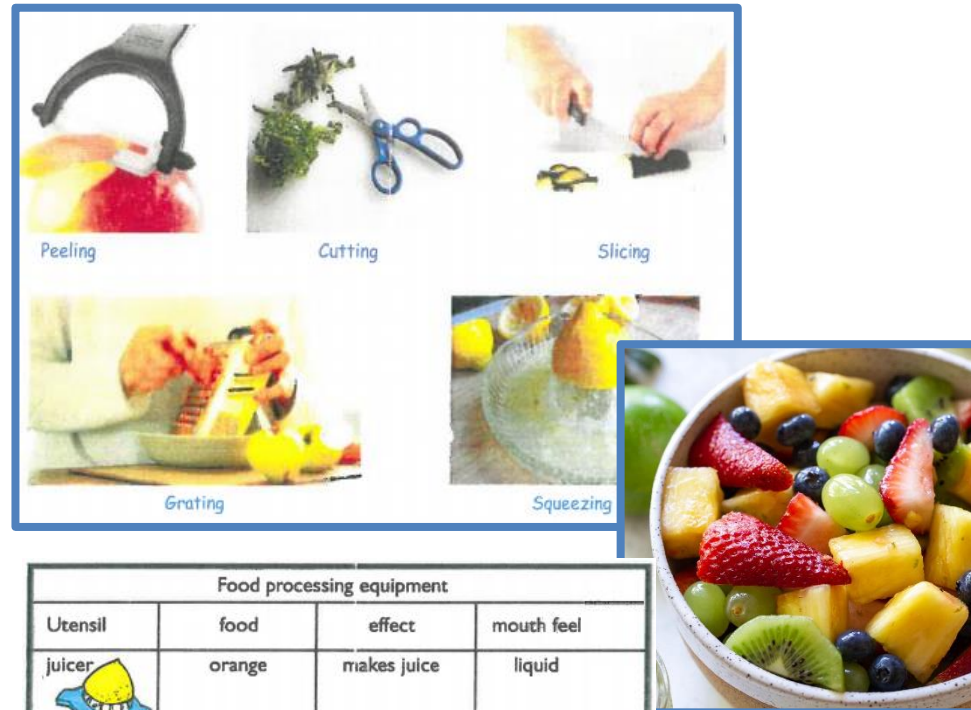 Peeling Cutting Slicing
Grating Squeezing
Food processing equipment
Utensil food effect mouth feel
juicer orange makes juice liquid